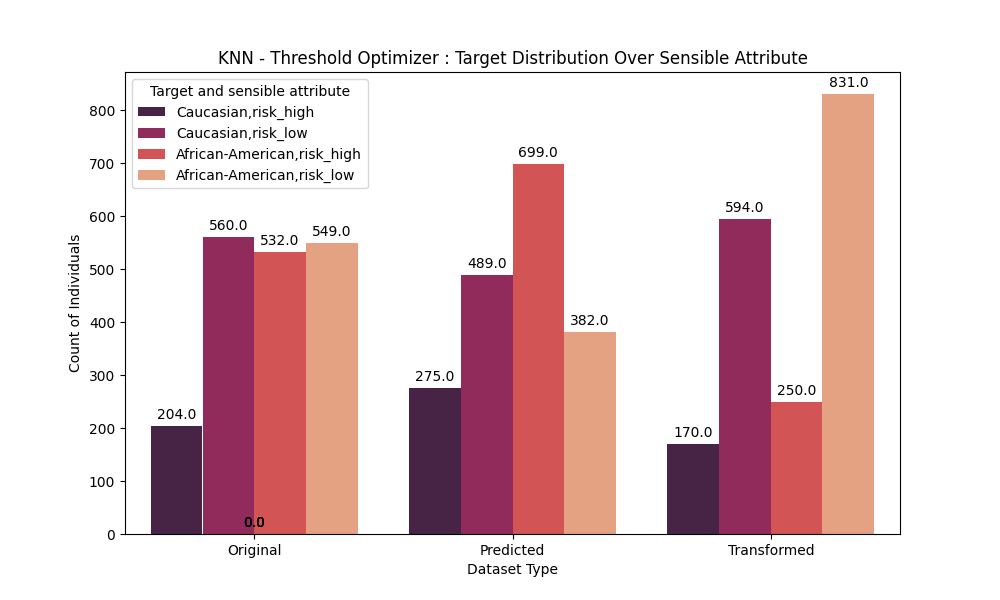 KNN - Threshold Optimizer : Target Distribution Over Sensible Attribute
Target and sensible attribute
Caucasian,risk_high
Caucasian,risk_low
African-American,risk_high
African-American,risk_low
Count of Individuals
800
700
600
500
400
300
200
100
0
204.0
560.0
532.0
549.0
0.0
275.0
489.0
699.0
382.0
170.0
594.0
250.0
831.0
Original
Predicted
Transformed
Dataset Type